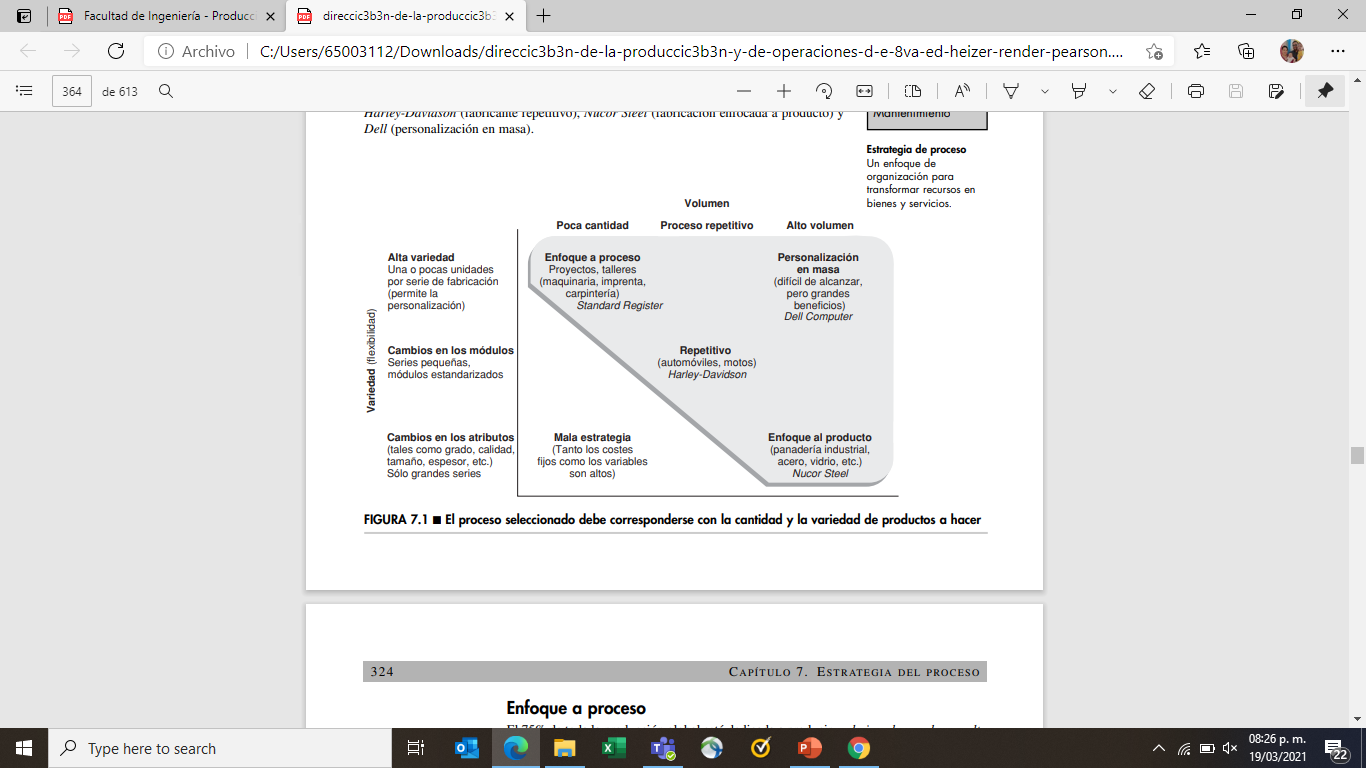 Facultad de Ingeniería - Producci
direccic3b3n-de-la-produccic3b3
Archivo
C:/Users/65003112/Downloads/direccic3b3n-de-la-produccic3b3n-y-de-operaciones-d-e-8va-ed-heizer-render-pearson....
364 de 613
Harley-Davidson (fabricante repetitivo), Nucor Steel (fabricación enfocada a producto) y
Dell (personalización en masa).
Mantenimiento
Estrategia de proceso
Un enfoque de
organización para
transformar recursos en
bienes y servicios.
Volumen
Poca cantidad
Proceso repetitivo
Alto volumen
Variedad (flexibilidad)
Alta variedad
Una o pocas unidades
por serie de fabricación
(permite la
personalización)
Enfoque a proceso
Proyectos, talleres
(maquinaria, imprenta,
carpintería)
Standard Register
Personalización
en masa
(difícil de alcanzar,
pero grandes
beneficios)
Dell Computer
Cambios en los módulos
Series pequeñas,
módulos estandarizados
Repetitivo
(automóviles, motos)
Harley-Davidson
Cambios en los atributos
(tales como grado, calidad,
tamaño, espesor, etc.)
Sólo grandes series
Mala estrategia
(Tanto los costes
fijos como los variables
son altos)
Enfoque al producto
(panadería industrial,
acero, vidrio, etc.)
Nucor Steel
FIGURA 7.1 ■ El proceso seleccionado debe corresponderse con la cantidad y la variedad de productos a hacer
324
CAPÍTULO 7. ESTRATEGIA DEL PROCESO
Enfoque a proceso
Type here to search
08:26 p. m.
19/03/2021
22